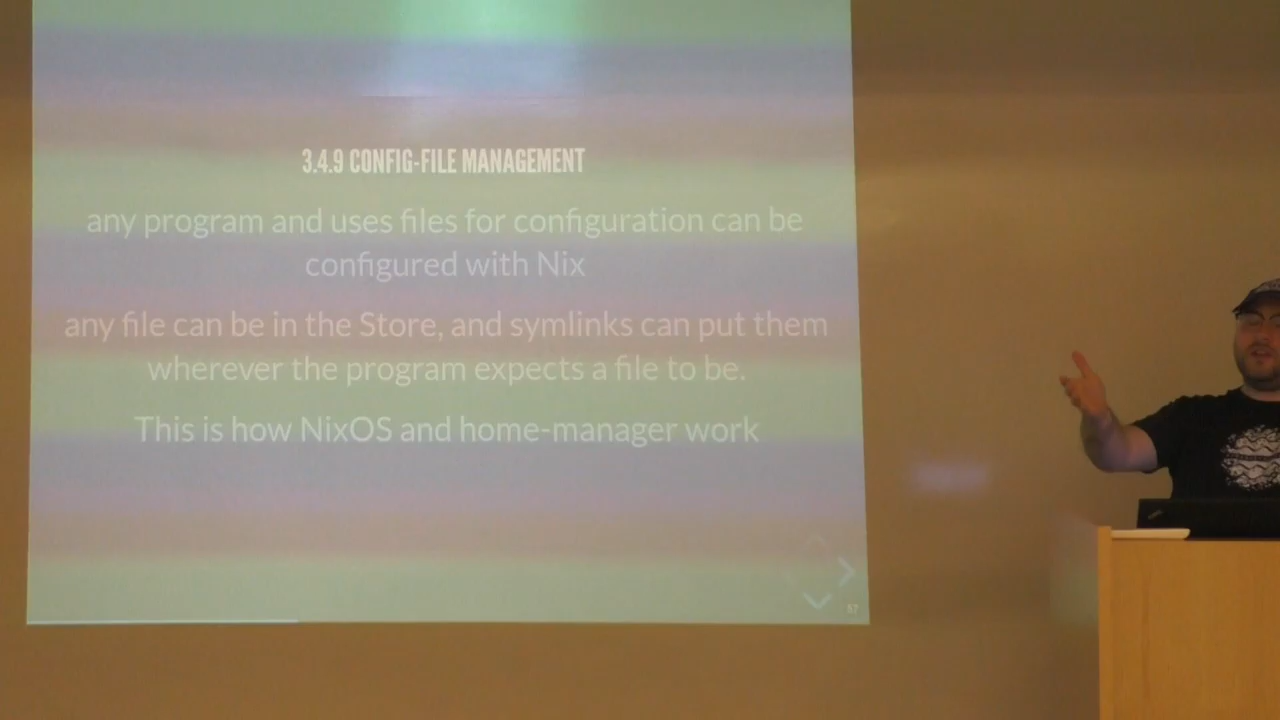 3.4.9 CONFIG-FILE MANAGEMENT
any program and uses files for configuration can be
configured with Nix
any file can be in the Store, and symlinks can put them
wherever the program expects a file to be.
This is how NixOS and home-manager work
57